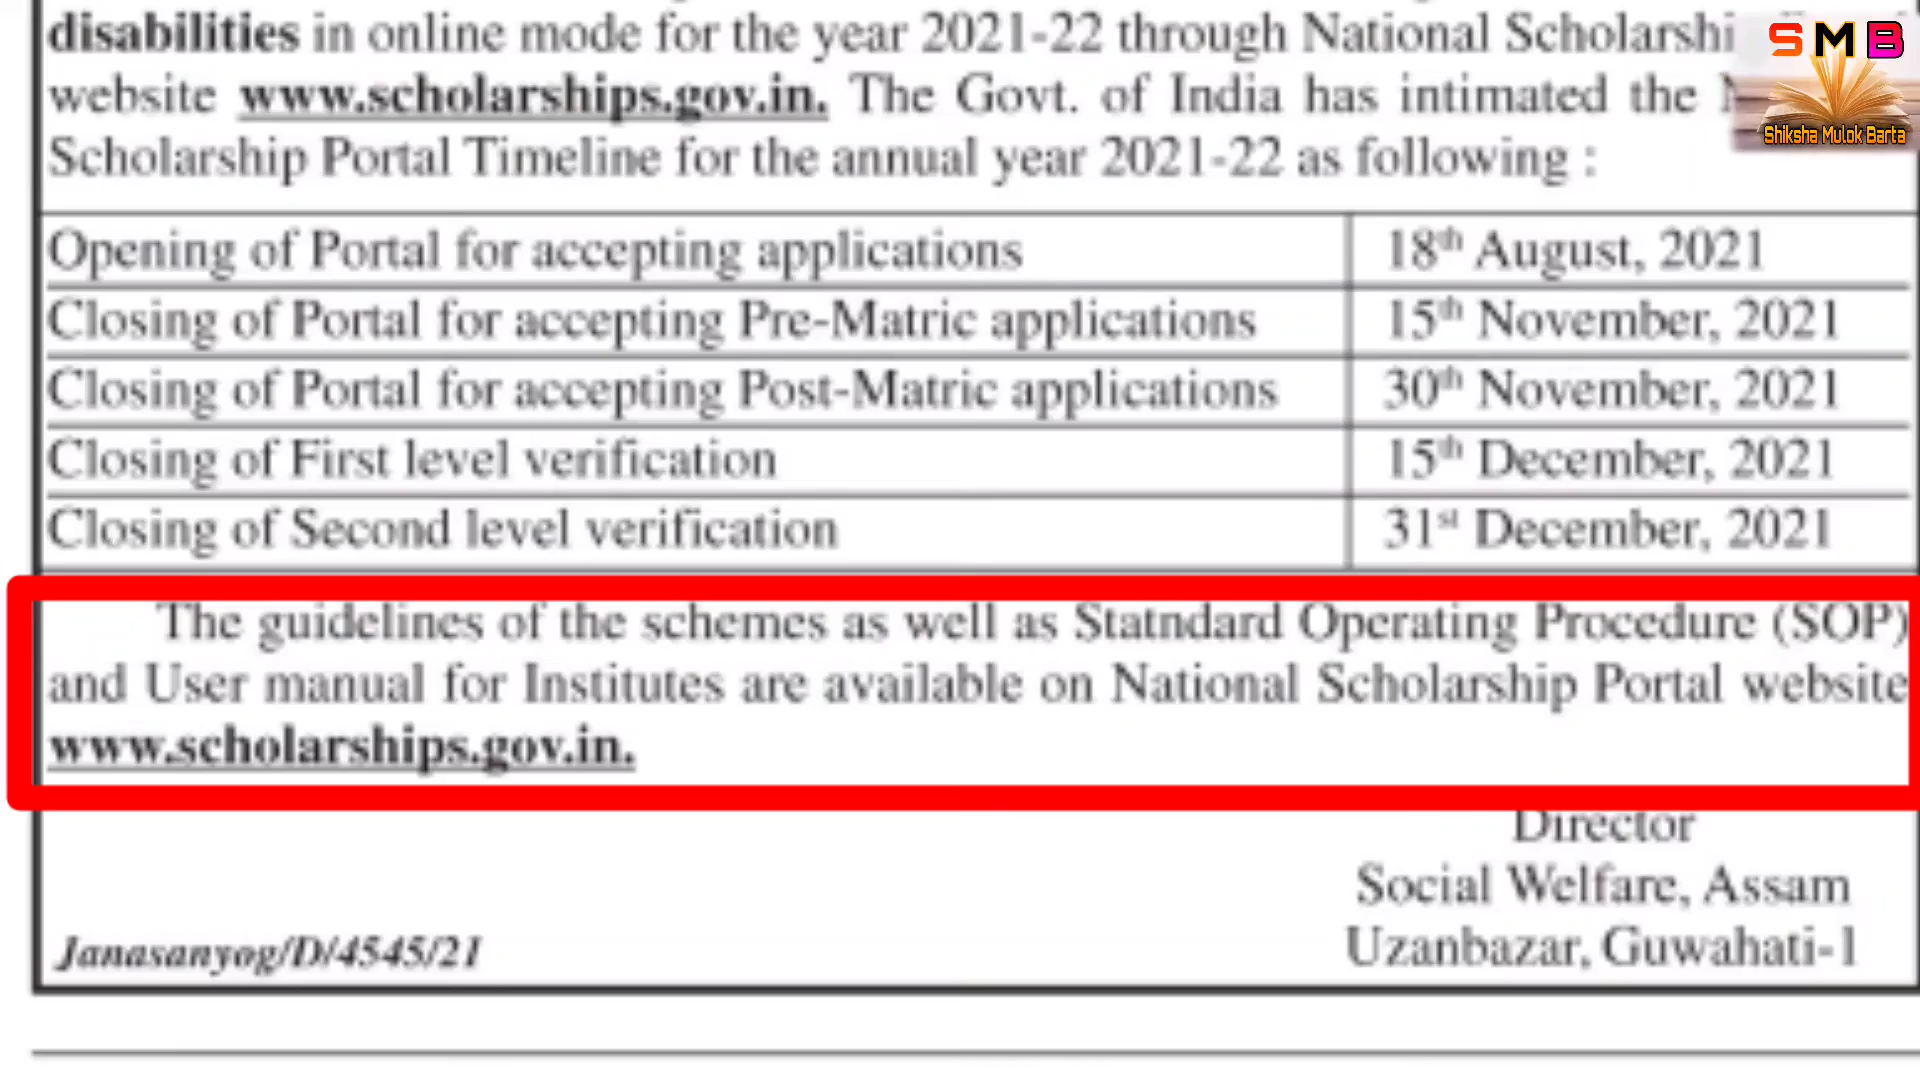 disabilities in online mode for the year 2021-22 through National
website www.scholarships.gov.in. The Govt. of India has intimated the
Scholarship Portal Timeline for the annual year 2021-22 as following :
Opening of Portal for accepting applications 18th August, 2021
Closing of Portal for accepting Pre-Matric applications 15th November, 2021
Closing of Portal for accepting Post-Matric applications 30th November, 2021
Closing of First level verification 15th December, 2021
Closing of Second level verification 31st December, 2021
The guidelines of the schemes as well as Statndard Operating Procedure (SOP)
and User manual for Institutes are available on National Scholarship Portal website
www.scholarships.gov.in.
Director
Social Welfare, Assam
Janasanyog/D/4545/21 Uzanbazar, Guwahati-1
SMB
Shiksha Mulok Barta